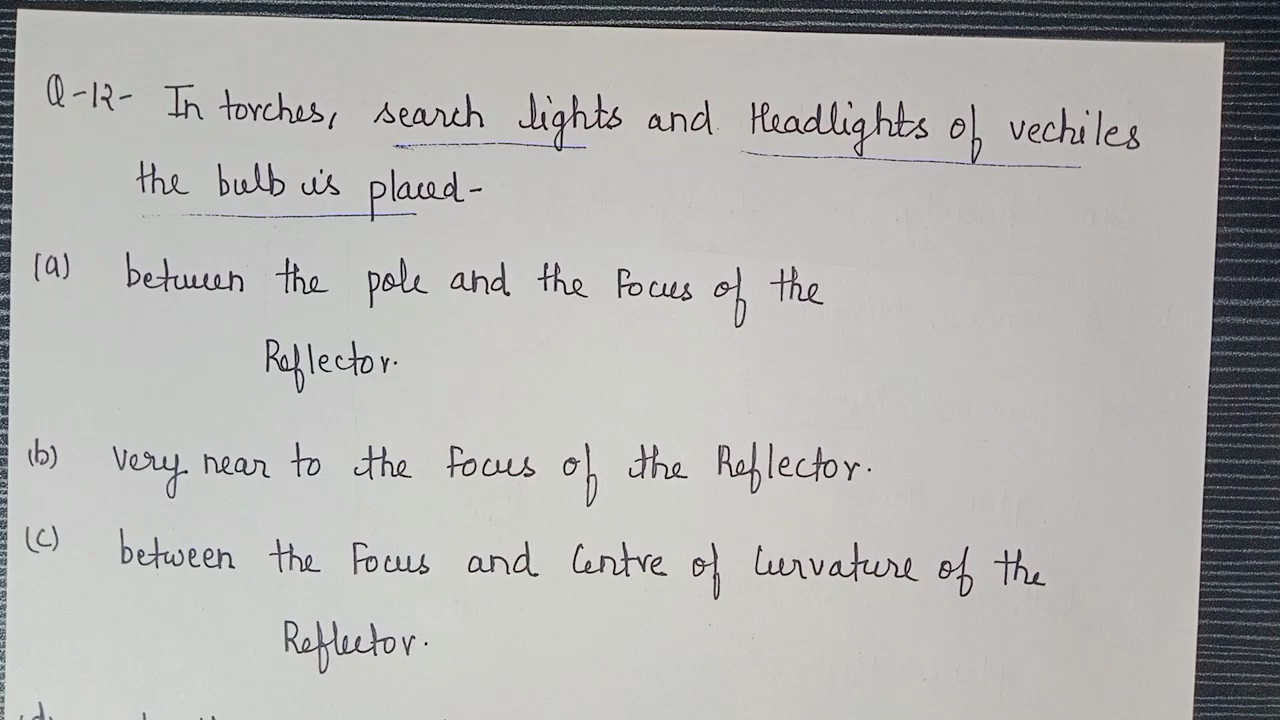 Q-12- In torches, search lights and Headlights of vechiles
the bulb is placed-
(a) between the pole and the focus of the
Reflector.
(b) very near to the focus of the Reflector.
(c) between the focus and Centre of Curvature of the
Reflector.